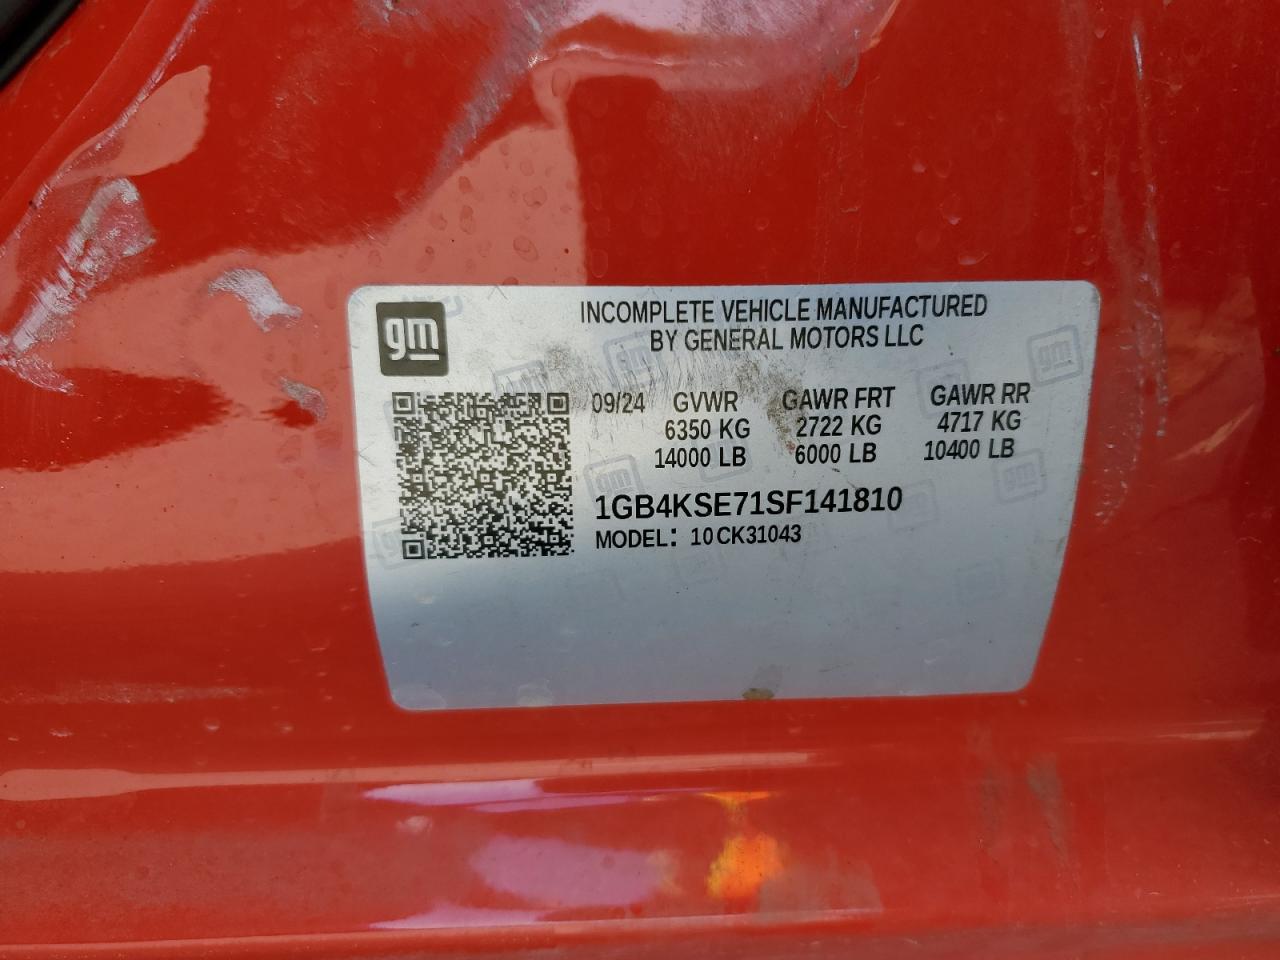 gm
INCOMPLETE VEHICLE MANUFACTURED
BY GENERAL MOTORS LLC
09/24 GVWR GAWR FRT GAWR RR
6350 KG 2722 KG 4717 KG
14000 LB 6000 LB 10400 LB
1GB4KSE71SF141810
MODEL: 10CK31043